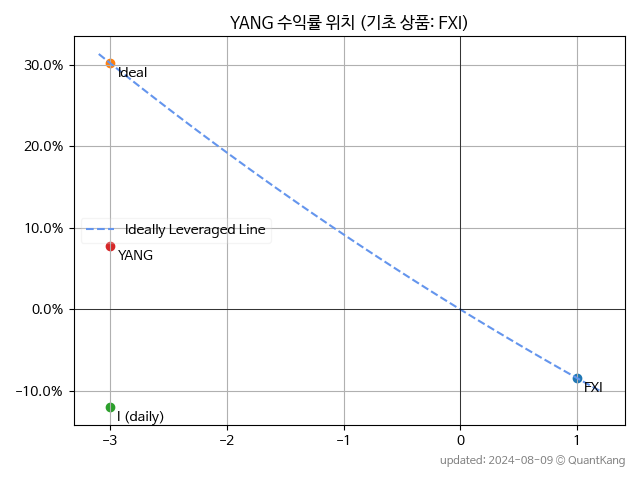 YANG 수익률 위치 (기초 상품: FXI)
30.0%
20.0%
10.0%
0.0%
−10.0%
Ideal
Ideally Leveraged Line
YANG
FXI
I (daily)
−3
−2
−1
0
1
updated: 2024-08-09 © QuantKang